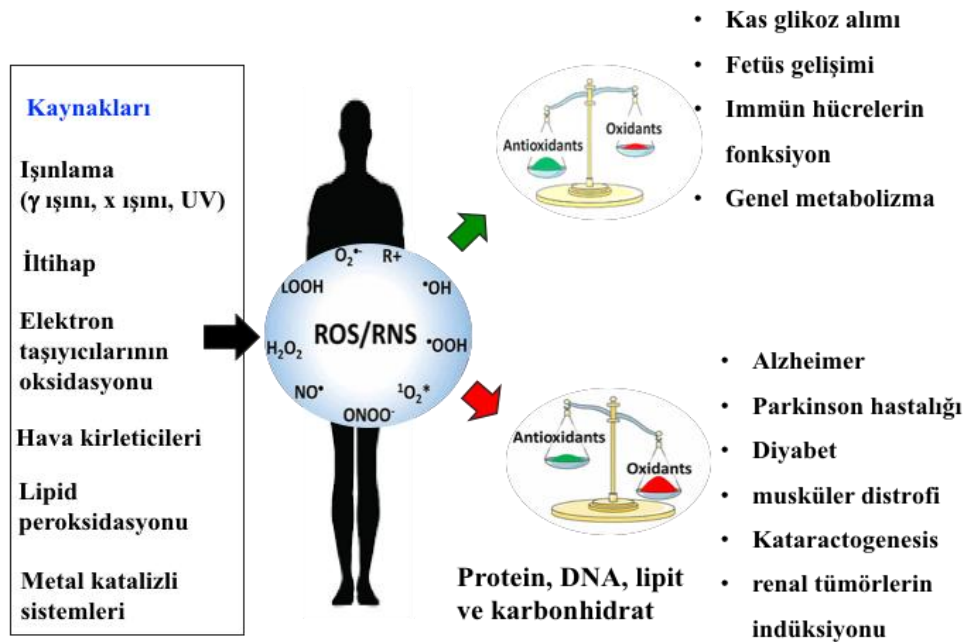 Kaynakları
Işınlama
(γ ışını, x ışını, UV)
İltihap
Elektron
taşıyıcılarının
oksidasyonu
Hava kirleticileri
Lipid
peroksidasyonu
Metal katalizli
sistemleri
O₂•- R+
LOOH •OH
ROS/RNS
H₂O₂ •OOH
NO• ¹O₂*
ONOO⁻
Antioxidants
Oxidants
• Kas glikoz alımı
• Fetüs gelişimi
• Immün hücrelerin
fonksiyon
• Genel metabolizma
Antioxidants
Oxidants
Protein, DNA, lipit
ve karbonhidrat
• Alzheimer
• Parkinson hastalığı
• Diyabet
• musküler distrofi
• Kataractogenesis
• renal tümörlerin
indüksiyonu